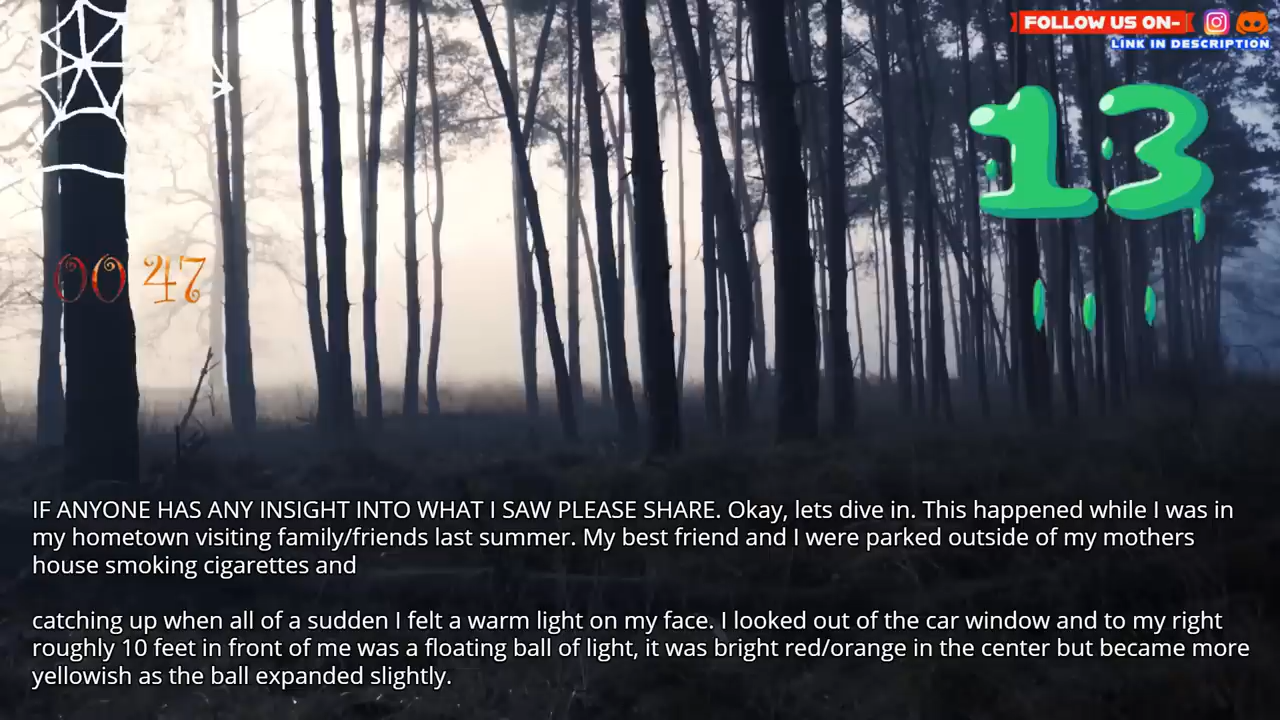 FOLLOW US ON-
LINK IN DESCRIPTION
13
00 47
IF ANYONE HAS ANY INSIGHT INTO WHAT I SAW PLEASE SHARE. Okay, lets dive in. This happened while I was in
my hometown visiting family/friends last summer. My best friend and I were parked outside of my mothers
house smoking cigarettes and
catching up when all of a sudden I felt a warm light on my face. I looked out of the car window and to my right
roughly 10 feet in front of me was a floating ball of light, it was bright red/orange in the center but became more
yellowish as the ball expanded slightly.